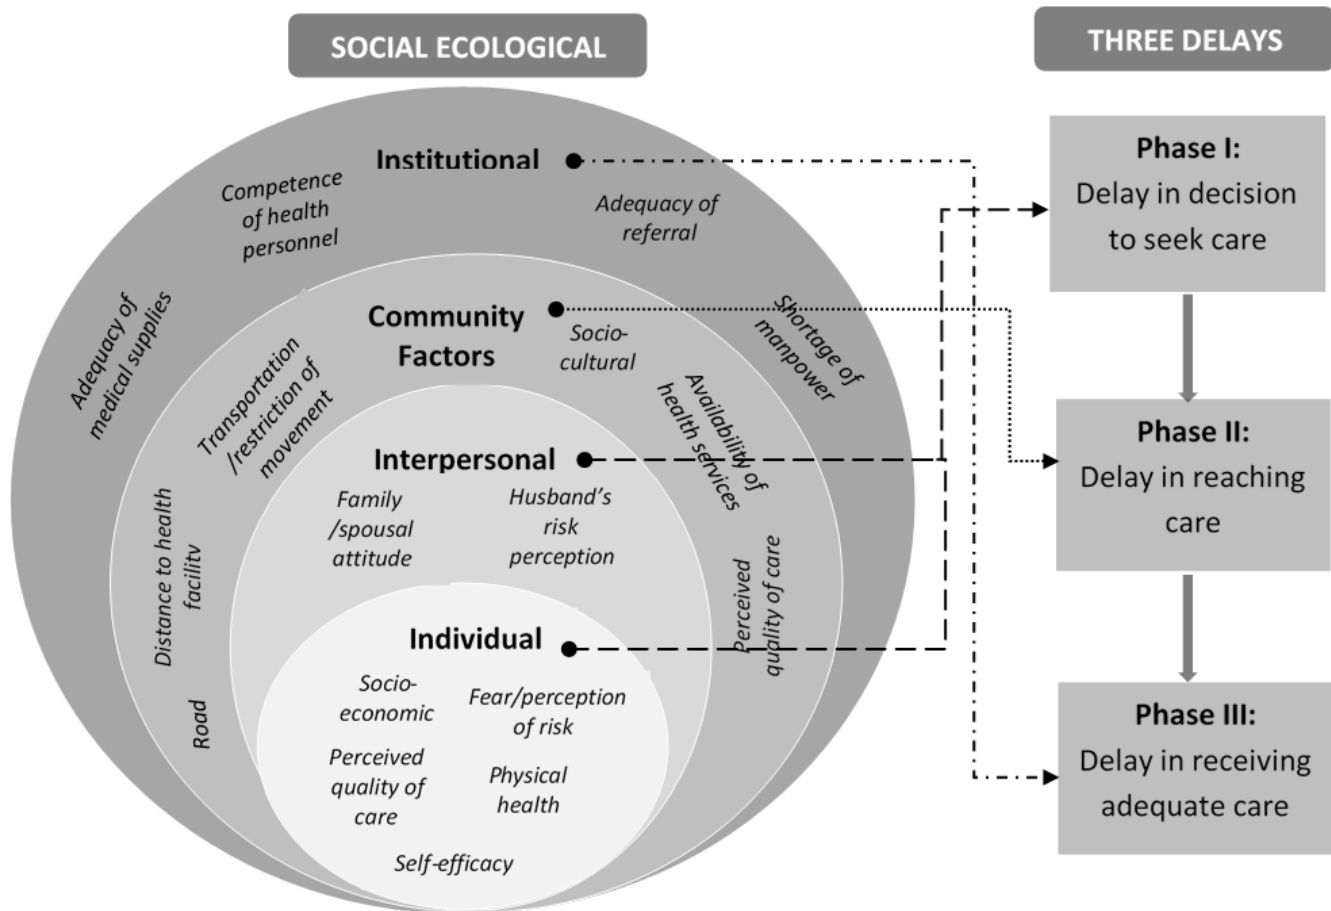 SOCIAL ECOLOGICAL
THREE DELAYS
Institutional
Competence
of health
personnel
Adequacy of
referral
Adequacy of
medical supplies
Shortage of
manpower
Community
Factors
Socio-
cultural
Transportation
/restriction of
movement
Availability of
health services
Distance to health
facility
Road
Perceived
quality of care
Interpersonal
Family
/spousal
attitude
Husband's
risk
perception
Individual
Socio-
economic
Fear/perception
of risk
Perceived
quality of
care
Physical
health
Self-efficacy
Phase I:
Delay in decision
to seek care
Phase II:
Delay in reaching
care
Phase III:
Delay in receiving
adequate care